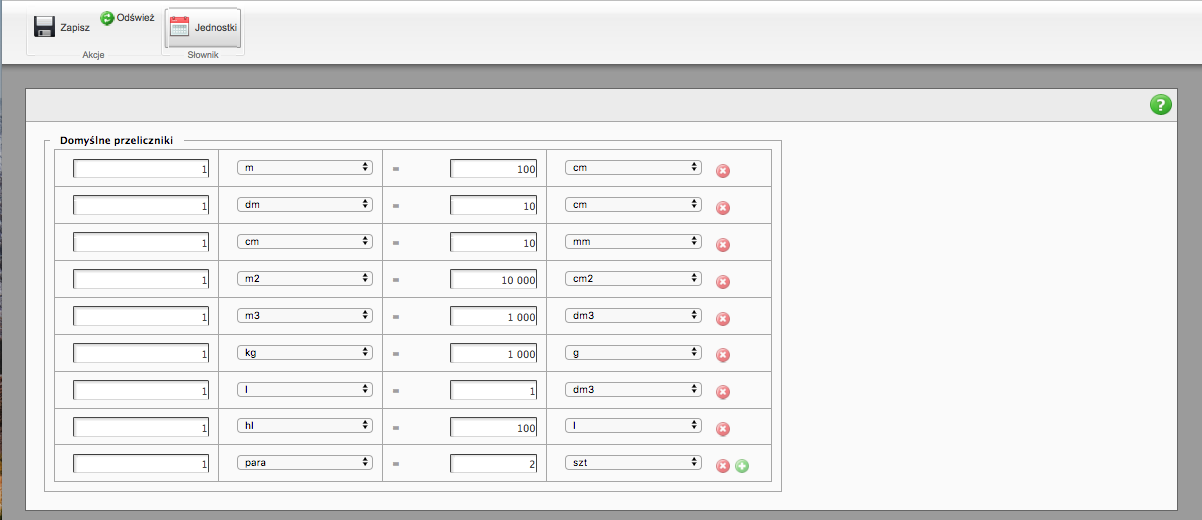 Zapisz Odśwież Jednostki
Akcje Słownik
?
Domyślne przeliczniki
1 m = 100 cm
1 dm = 10 cm
1 cm = 10 mm
1 m2 = 10 000 cm2
1 m3 = 1 000 dm3
1 kg = 1 000 g
1 l = 1 dm3
1 hl = 100 l
1 para = 2 szt